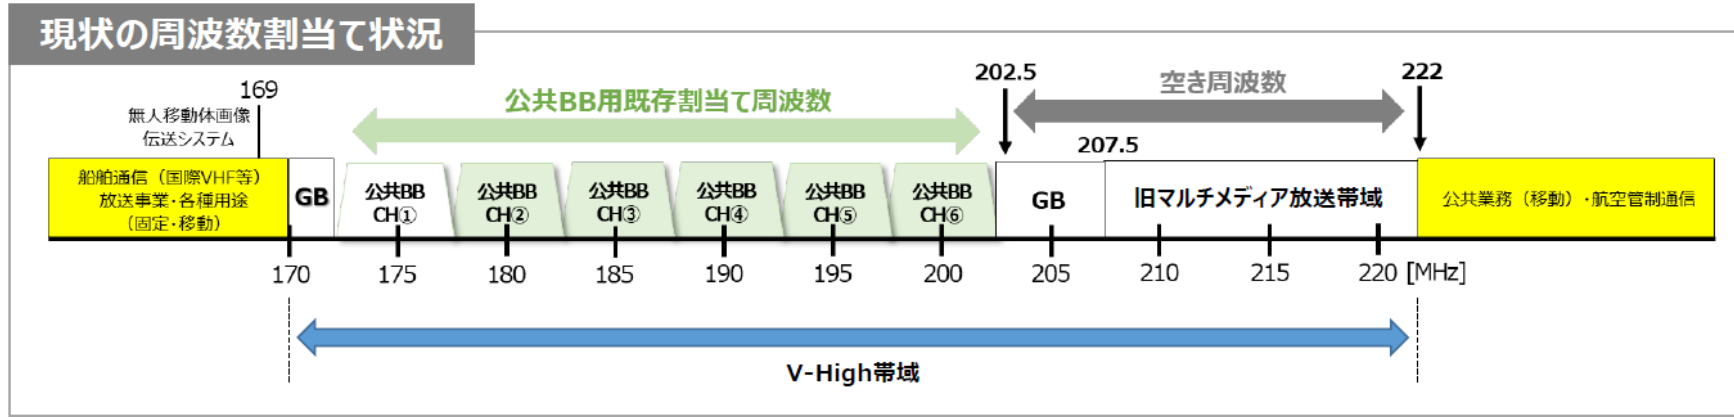 現状の周波数割当て状況
169
無人移動体画像
伝送システム
公共BB用既存割当て周波数
202.5
空き周波数
222
207.5
船舶通信（国際VHF等）
放送事業・各種用途
（固定・移動）
GB
公共BB
CH①
公共BB
CH②
公共BB
CH③
公共BB
CH④
公共BB
CH⑤
公共BB
CH⑥
GB
旧マルチメディア放送帯域
公共業務（移動）・航空管制通信
170 175 180 185 190 195 200 205 210 215 220 [MHz]
V-High帯域